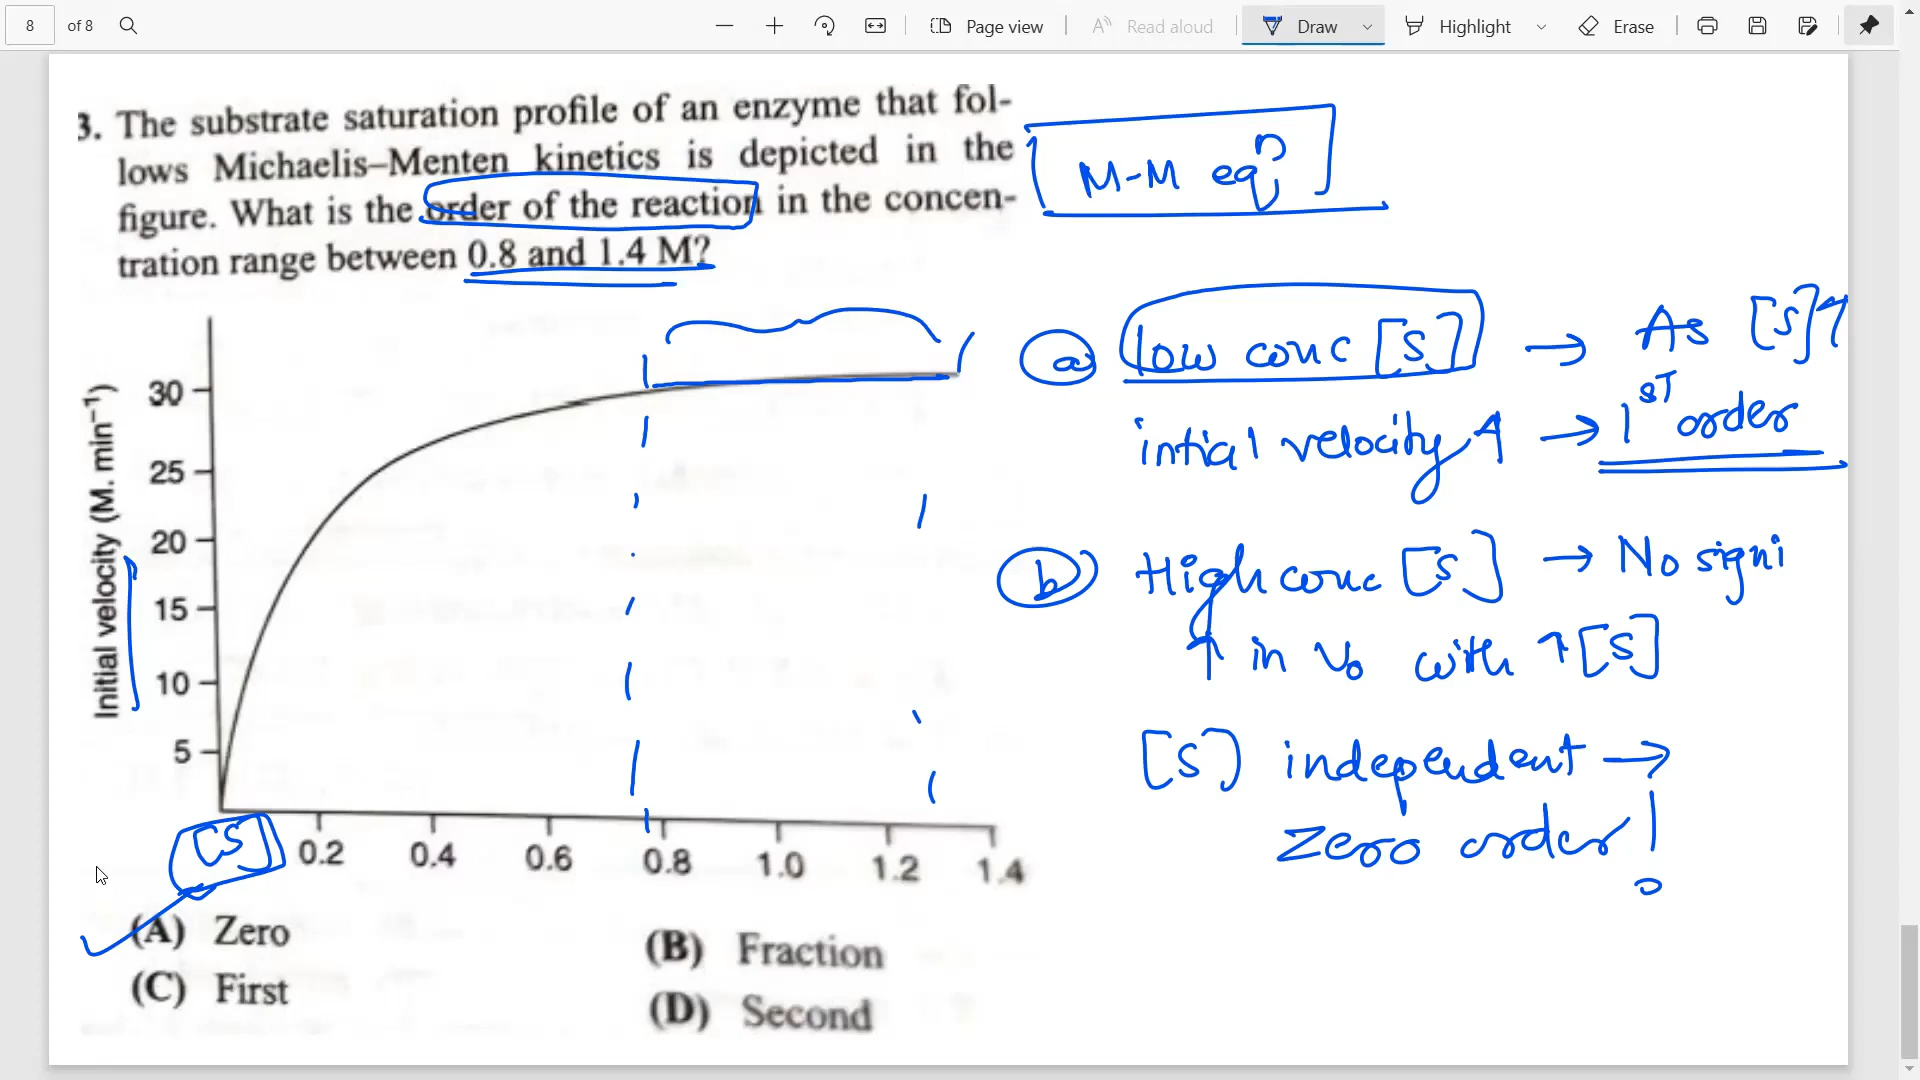 8 of 8 Page view Read aloud Draw Highlight Erase
3. The substrate saturation profile of an enzyme that fol-
lows Michaelis–Menten kinetics is depicted in the
figure. What is the order of the reaction in the concen-
tration range between 0.8 and 1.4 M?
M-M eqn
Initial velocity (M. min⁻¹)
30
25
20
15
10
5
[S] 0.2 0.4 0.6 0.8 1.0 1.2 1.4
(A) Zero
(B) Fraction
(C) First
(D) Second
a) low conc [S] → As [S]↑
intial velocity ↑ → 1ST order
b) High conc [S] → No signi
↑ in V₀ with ↑[S]
[S] independent →
zero order!